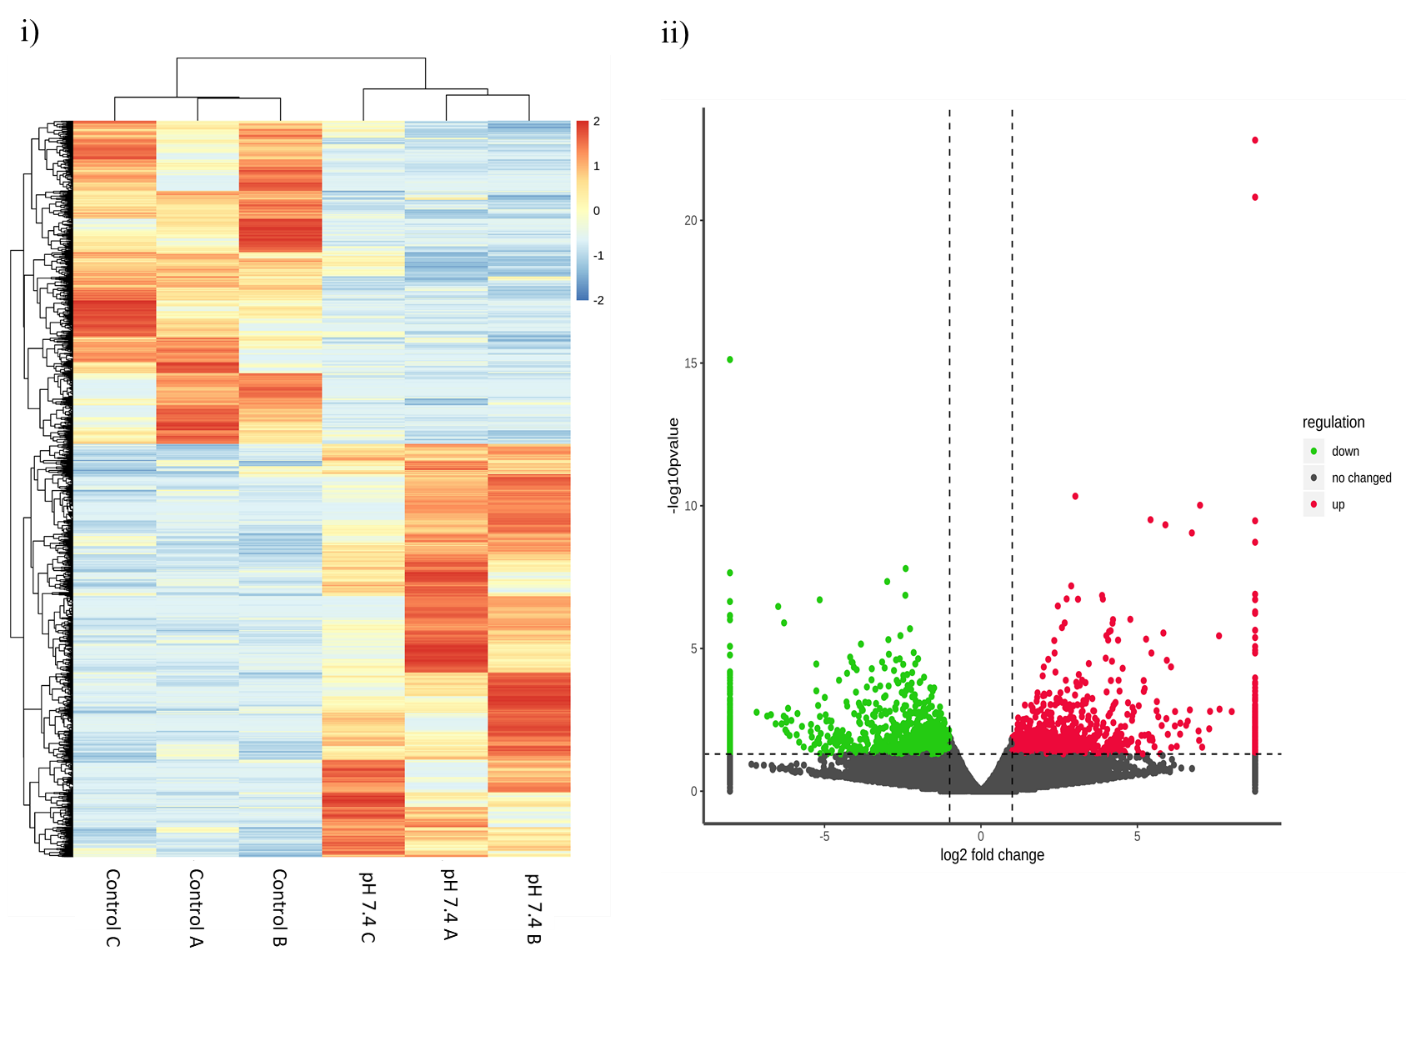 i)
2
1
0
-1
-2
Control C
Control A
Control B
pH 7.4 C
pH 7.4 A
pH 7.4 B
ii)
-log10pvalue
20
15
10
5
0
-5
0
5
log2 fold change
regulation
down
no changed
up